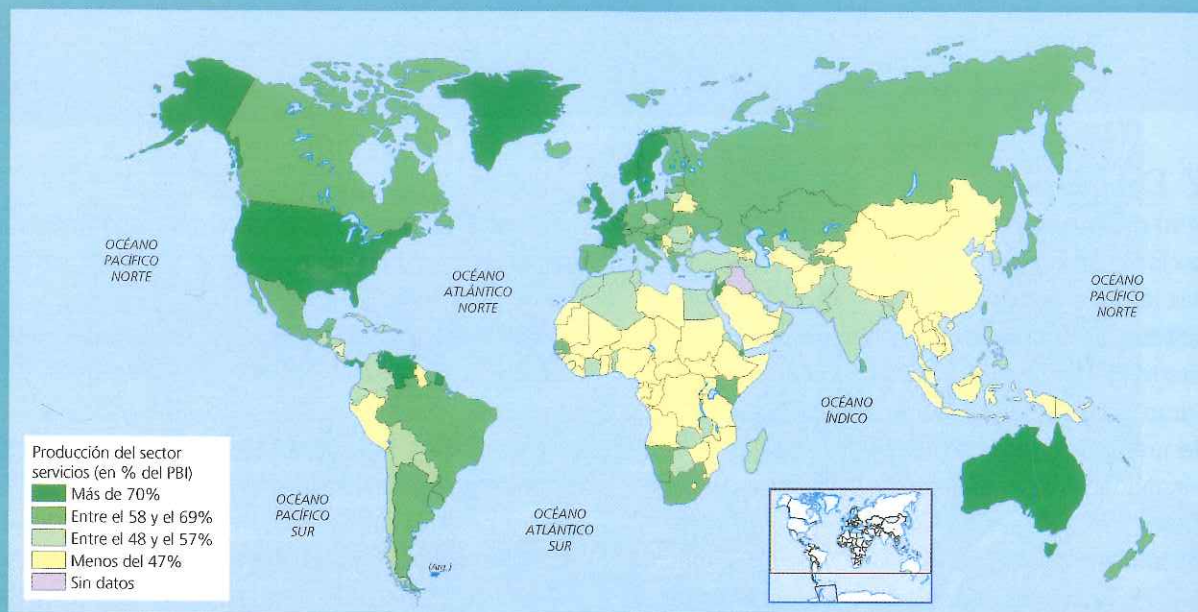 OCÉANO
PACÍFICO
NORTE
OCÉANO
ATLÁNTICO
NORTE
OCÉANO
PACÍFICO
NORTE
OCÉANO
ÍNDICO
Producción del sector
servicios (en % del PBI)
Más de 70%
Entre el 58 y el 69%
Entre el 48 y el 57%
Menos del 47%
Sin datos
OCÉANO
PACÍFICO
SUR
(Arg.)
OCÉANO
ATLÁNTICO
SUR